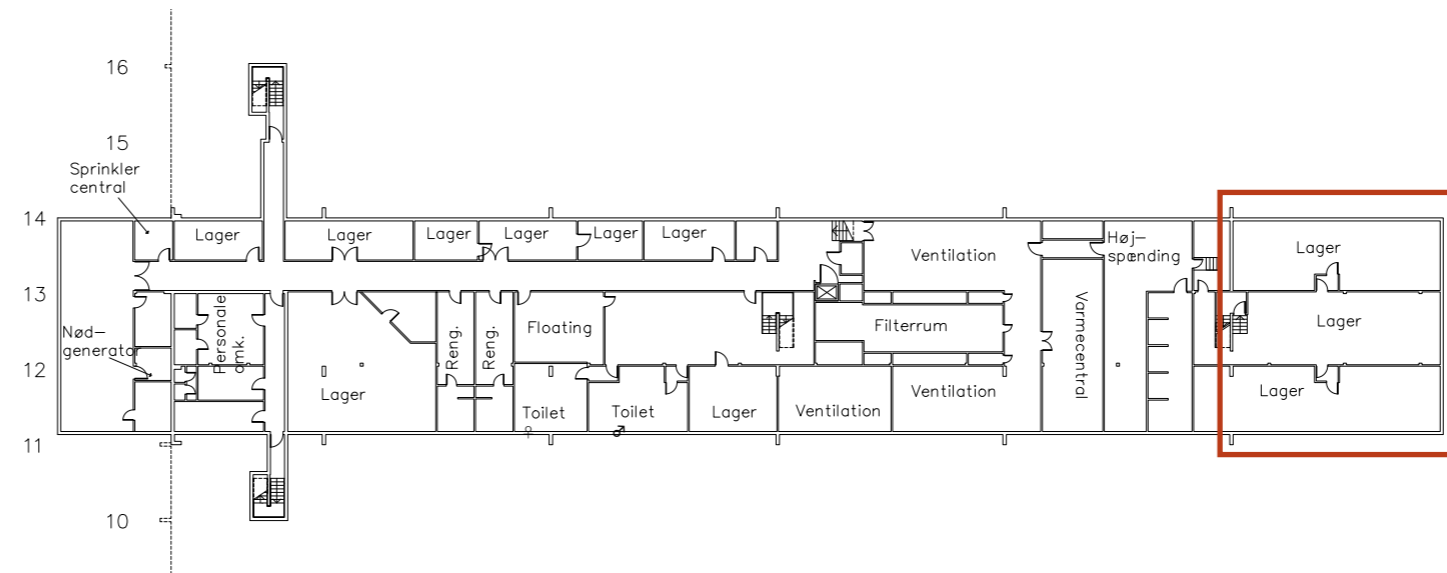 16
15
Sprinkler
central
14
Lager
Lager
Lager
Lager
Lager
Lager
Ventilation
Høj–
spænding
Lager
13
Nød–
generator
Personale
omk.
Reng.
Reng.
Floating
Filterrum
Varmecentral
Lager
12
Lager
Toilet
♀
Toilet
♂
Lager
Ventilation
Ventilation
Lager
11
10